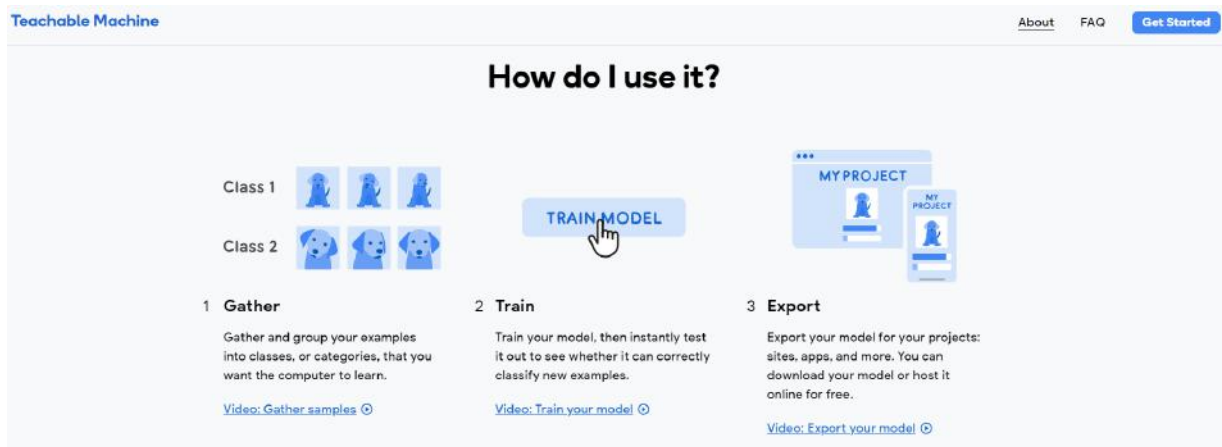 Teachable Machine
About
FAQ
Get Started
How do I use it?
Class 1
Class 2
TRAIN MODEL
MY PROJECT
MY
PROJECT
1 Gather
Gather and group your examples
into classes, or categories, that you
want the computer to learn.
Video: Gather samples
2 Train
Train your model, then instantly test
it out to see whether it can correctly
classify new examples.
Video: Train your model
3 Export
Export your model for your projects:
sites, apps, and more. You can
download your model or host it
online for free.
Video: Export your model